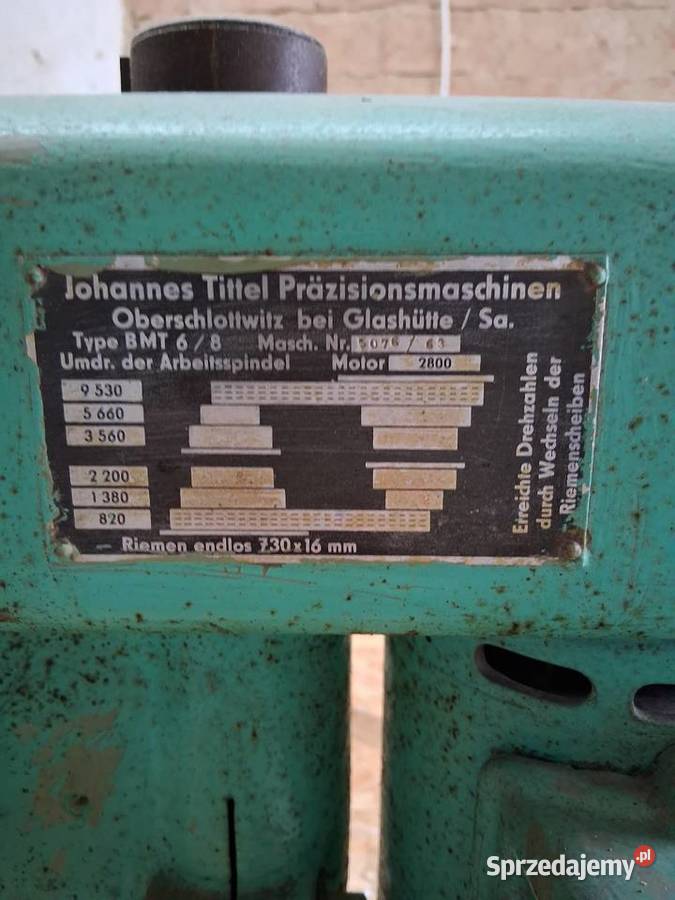 Johannes Tittel Präzisionsmaschinen
Oberschlottwitz bei Glashütte / Sa.
Type BMT 6 / 8 Masch. Nr. / 63
Umdr. der Arbeitsspindel Motor 2800
9 530
5 660
3 560
2 200
1 380
820
Riemen endlos 730x16 mm
Erreichte Drehzahlen
durch Wechseln der
Riemenscheiben
Sprzedajemy.pl